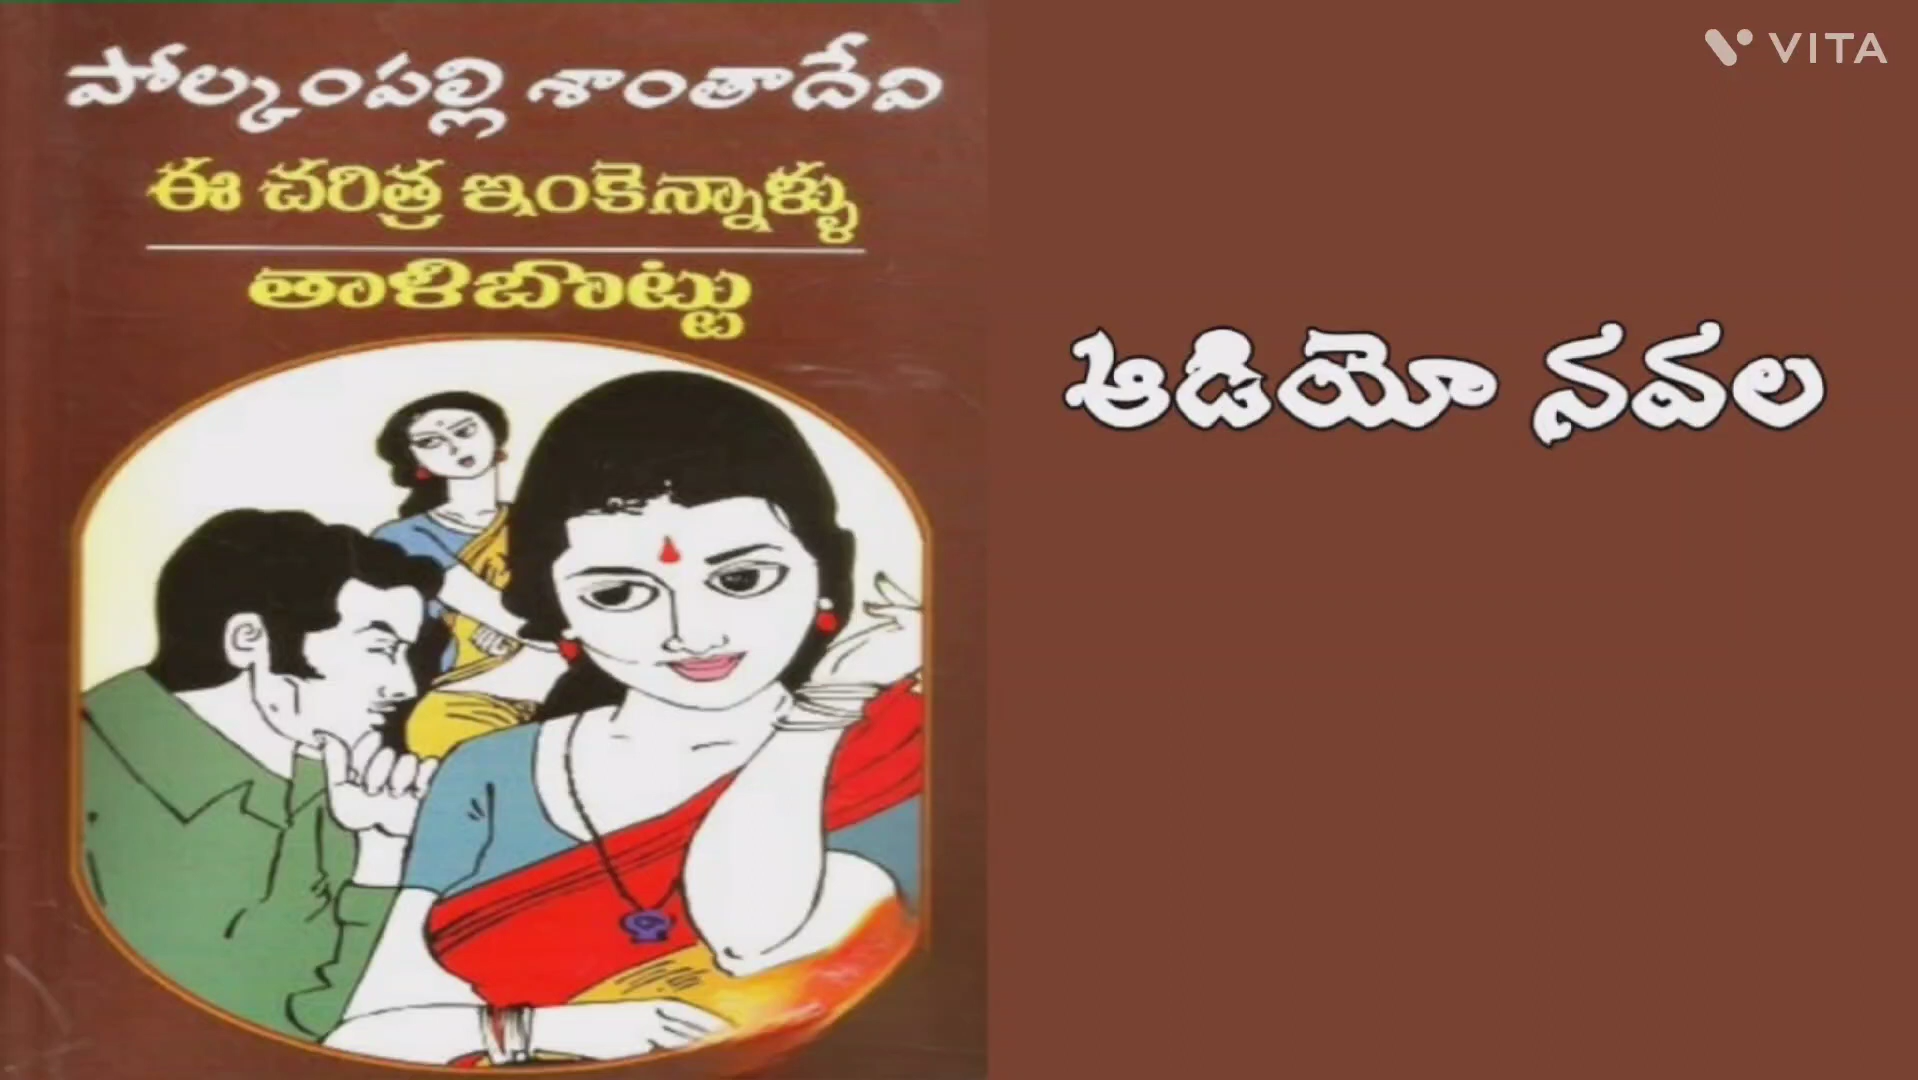 పోల్కంపల్లి శాంతాదేవి
ఈ చరిత్ర ఇంకెన్నాళ్ళు
తాళిబొట్టు
ఆడియో నవల
VITA